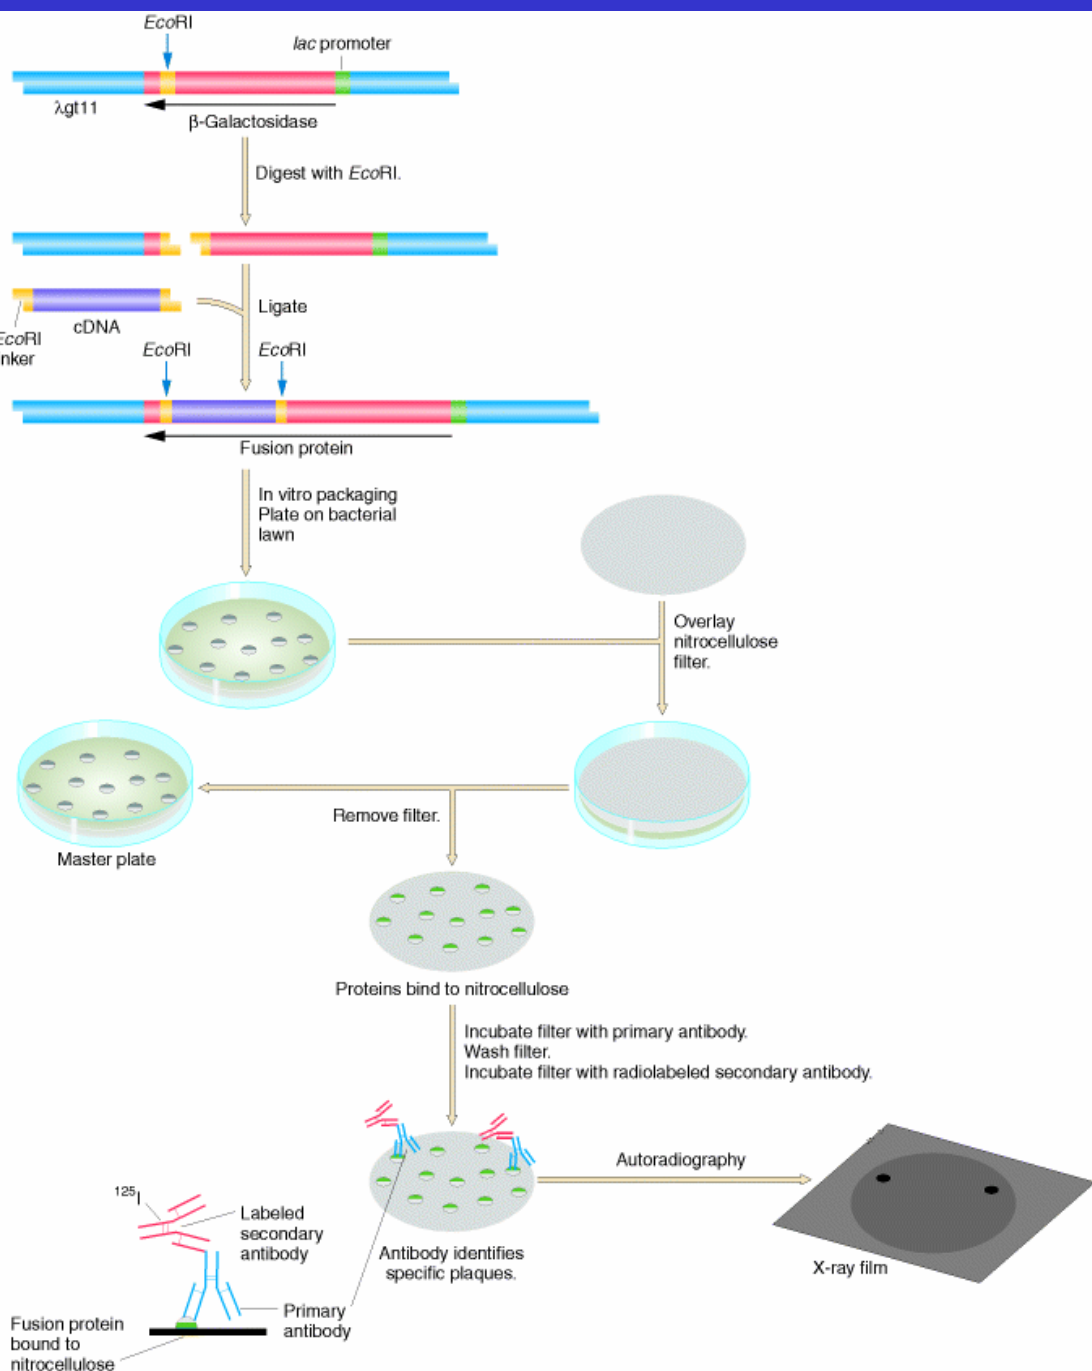 EcoRI
lac promoter
λgt11
β-Galactosidase
Digest with EcoRI.
Ligate
cDNA
EcoRI
nker
EcoRI
EcoRI
Fusion protein
In vitro packaging
Plate on bacterial
lawn
Overlay
nitrocellulose
filter.
Remove filter.
Master plate
Proteins bind to nitrocellulose
Incubate filter with primary antibody.
Wash filter.
Incubate filter with radiolabeled secondary antibody.
Autoradiography
125I
Labeled
secondary
antibody
Antibody identifies
specific plaques.
X-ray film
Primary
antibody
Fusion protein
bound to
nitrocellulose